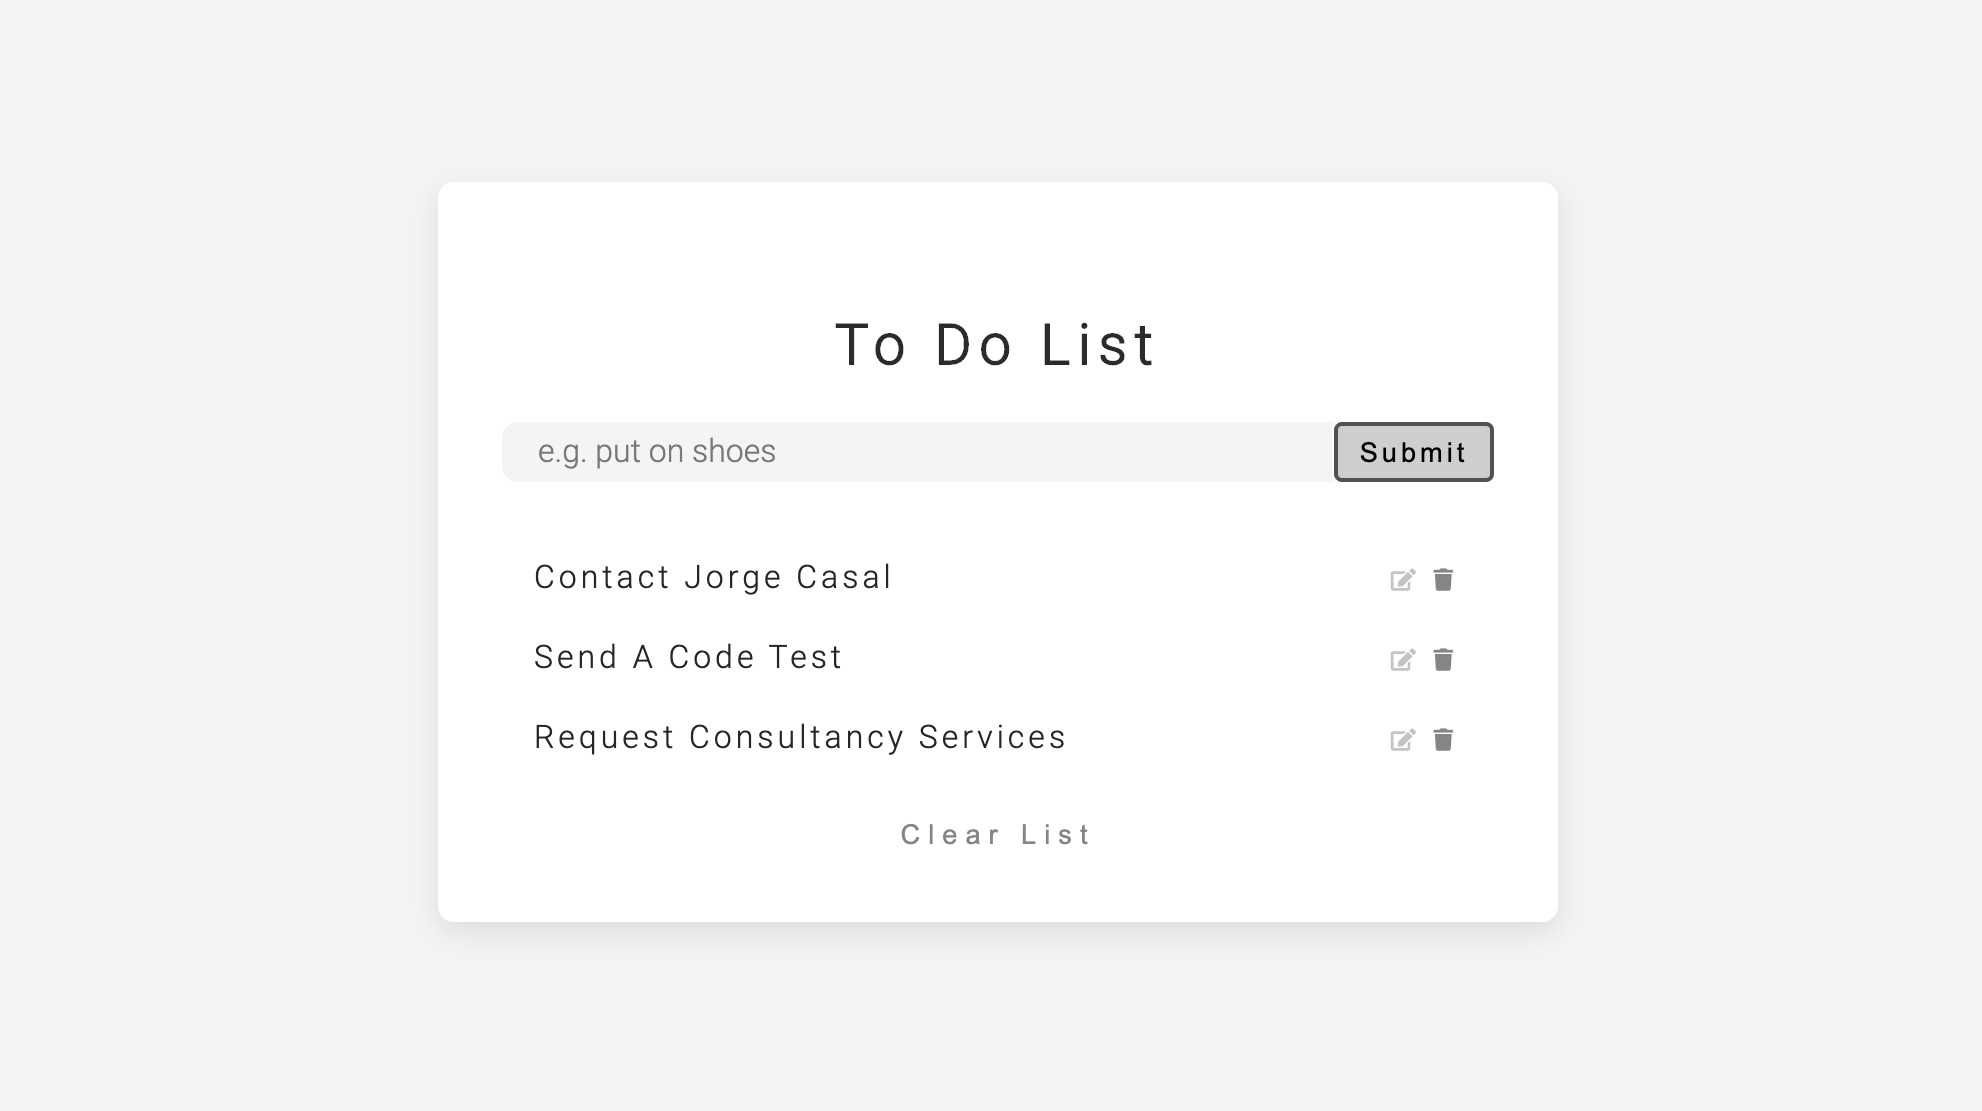 To Do List
e.g. put on shoes
Submit
Contact Jorge Casal
Send A Code Test
Request Consultancy Services
Clear List